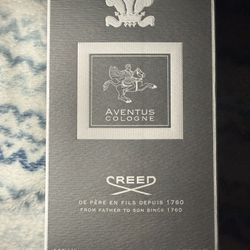 AVENTUS
COLOGNE
CREED
DE PÈRE EN FILS DEPUIS 1760
FROM FATHER TO SON SINCE 1760